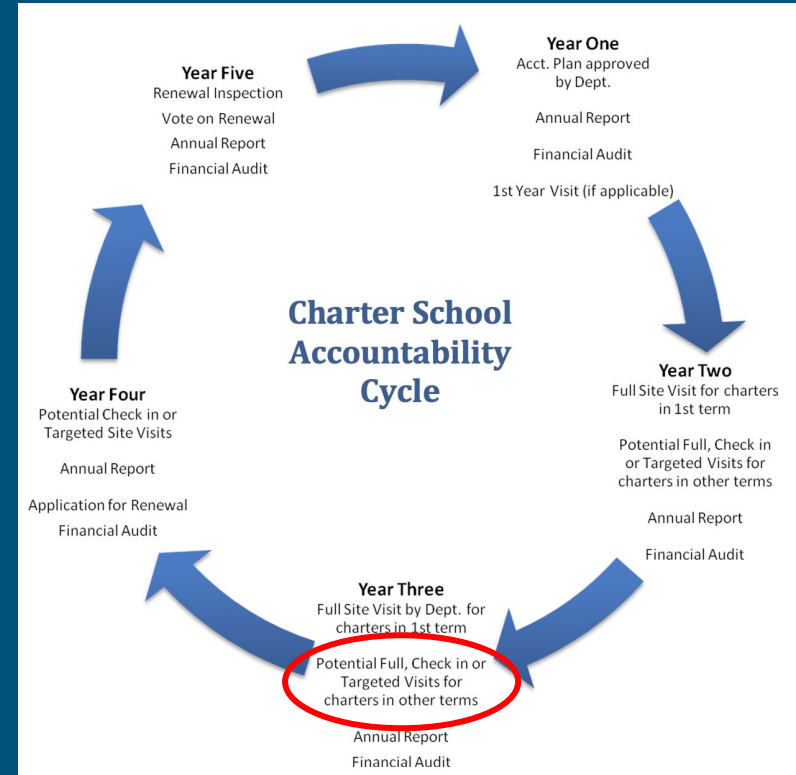 Year One
Acct. Plan approved
by Dept.
Annual Report
Financial Audit
1st Year Visit (if applicable)
Year Two
Full Site Visit for charters
in 1st term
Potential Full, Check in
or Targeted Visits for
charters in other terms
Annual Report
Financial Audit
Year Three
Full Site Visit by Dept. for
charters in 1st term
Potential Full, Check in or
Targeted Visits for
charters in other terms
Annual Report
Financial Audit
Year Four
Potential Check in or
Targeted Site Visits
Annual Report
Application for Renewal
Financial Audit
Year Five
Renewal Inspection
Vote on Renewal
Annual Report
Financial Audit
Charter School
Accountability
Cycle